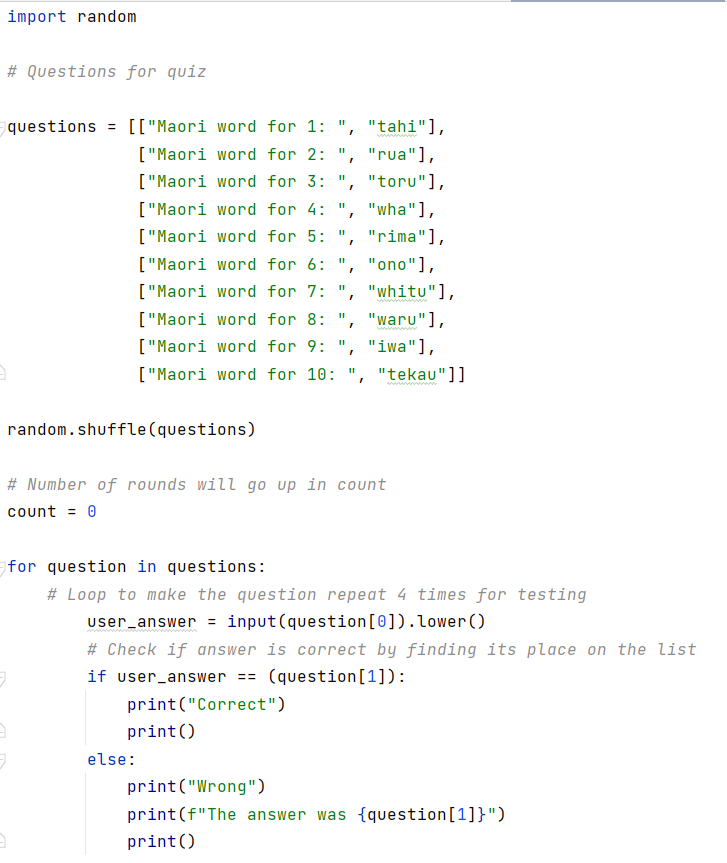 import random
# Questions for quiz
questions = [["Maori word for 1: ", "tahi"],
["Maori word for 2: ", "rua"],
["Maori word for 3: ", "toru"],
["Maori word for 4: ", "wha"],
["Maori word for 5: ", "rima"],
["Maori word for 6: ", "ono"],
["Maori word for 7: ", "whitu"],
["Maori word for 8: ", "waru"],
["Maori word for 9: ", "iwa"],
["Maori word for 10: ", "tekau"]]
random.shuffle(questions)
# Number of rounds will go up in count
count = 0
for question in questions:
# Loop to make the question repeat 4 times for testing
user_answer = input(question[0]).lower()
# Check if answer is correct by finding its place on the list
if user_answer == (question[1]):
print("Correct")
print()
else:
print("Wrong")
print(f"The answer was {question[1]}")
print()